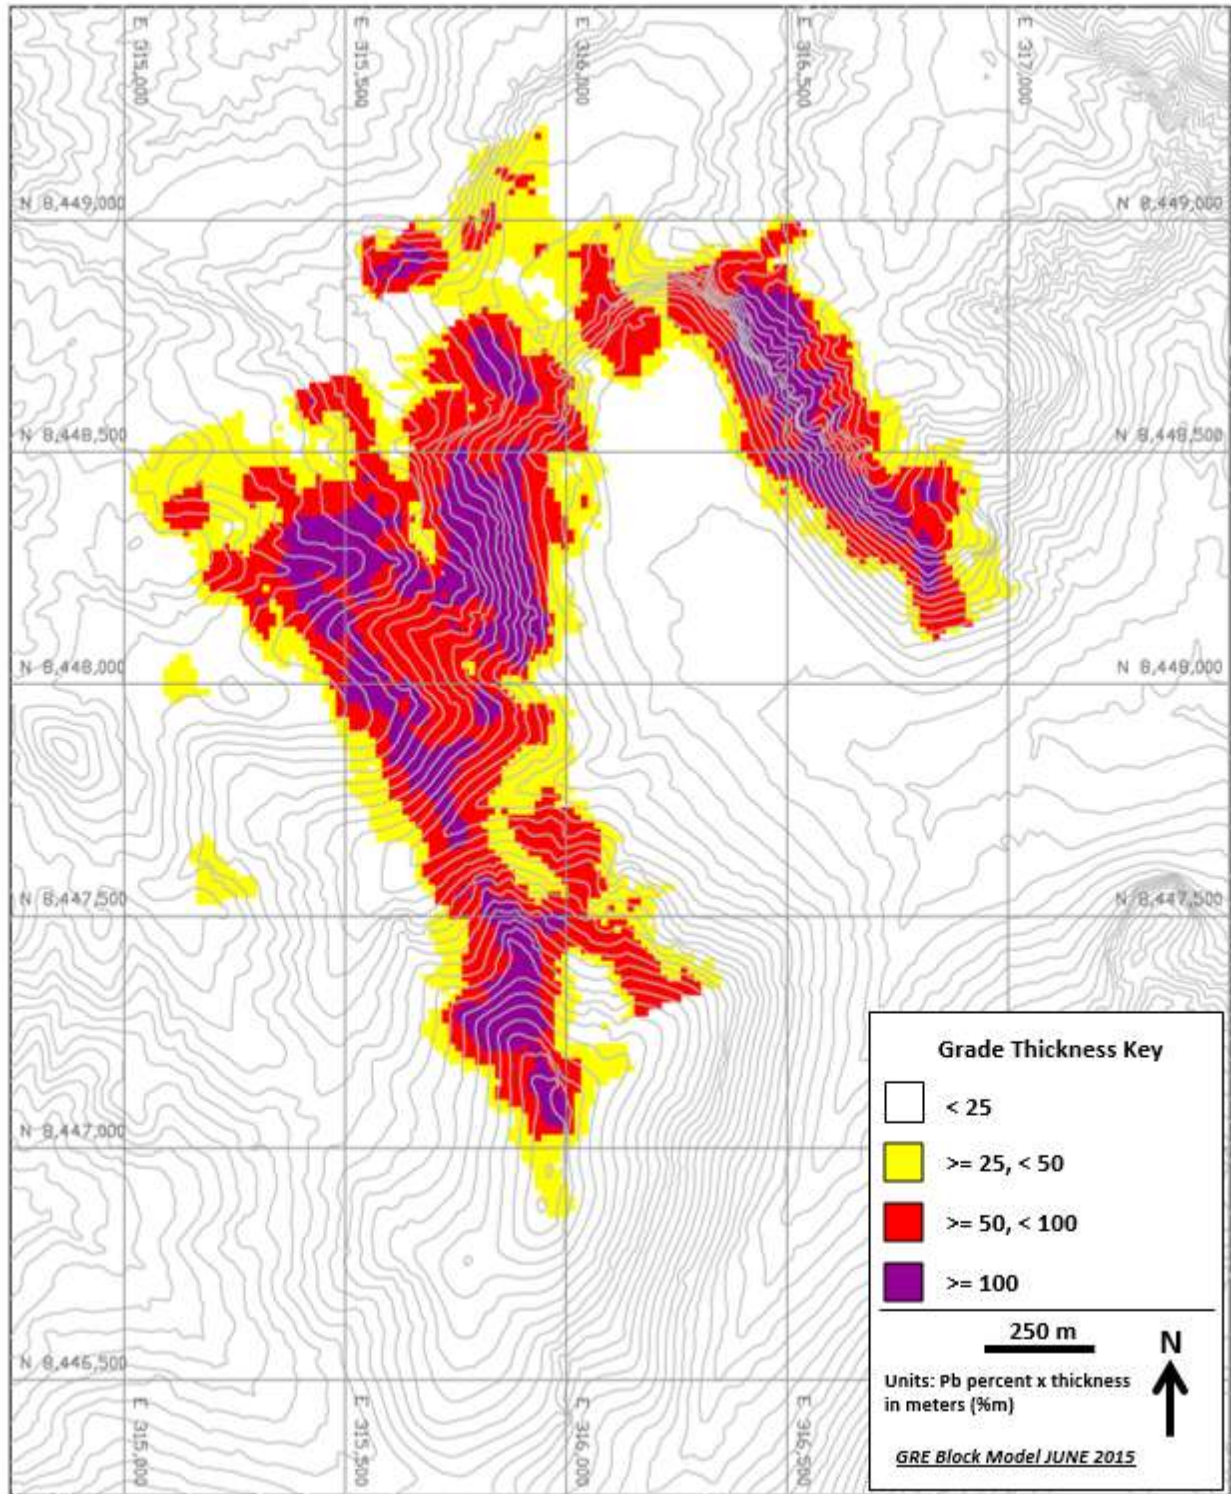 E 315,000
E 315,500
E 316,000
E 316,500
E 317,000
N 8,449,000
N 8,449,000
N 8,448,500
N 8,448,500
N 8,448,000
N 8,448,000
N 8,447,500
N 8,447,500
N 8,447,000
N 8,446,500
E 315,000
E 315,500
E 316,000
E 316,500
Grade Thickness Key
< 25
>= 25, < 50
>= 50, < 100
>= 100
250 m
N
Units: Pb percent x thickness
in meters (%m)
GRE Block Model JUNE 2015